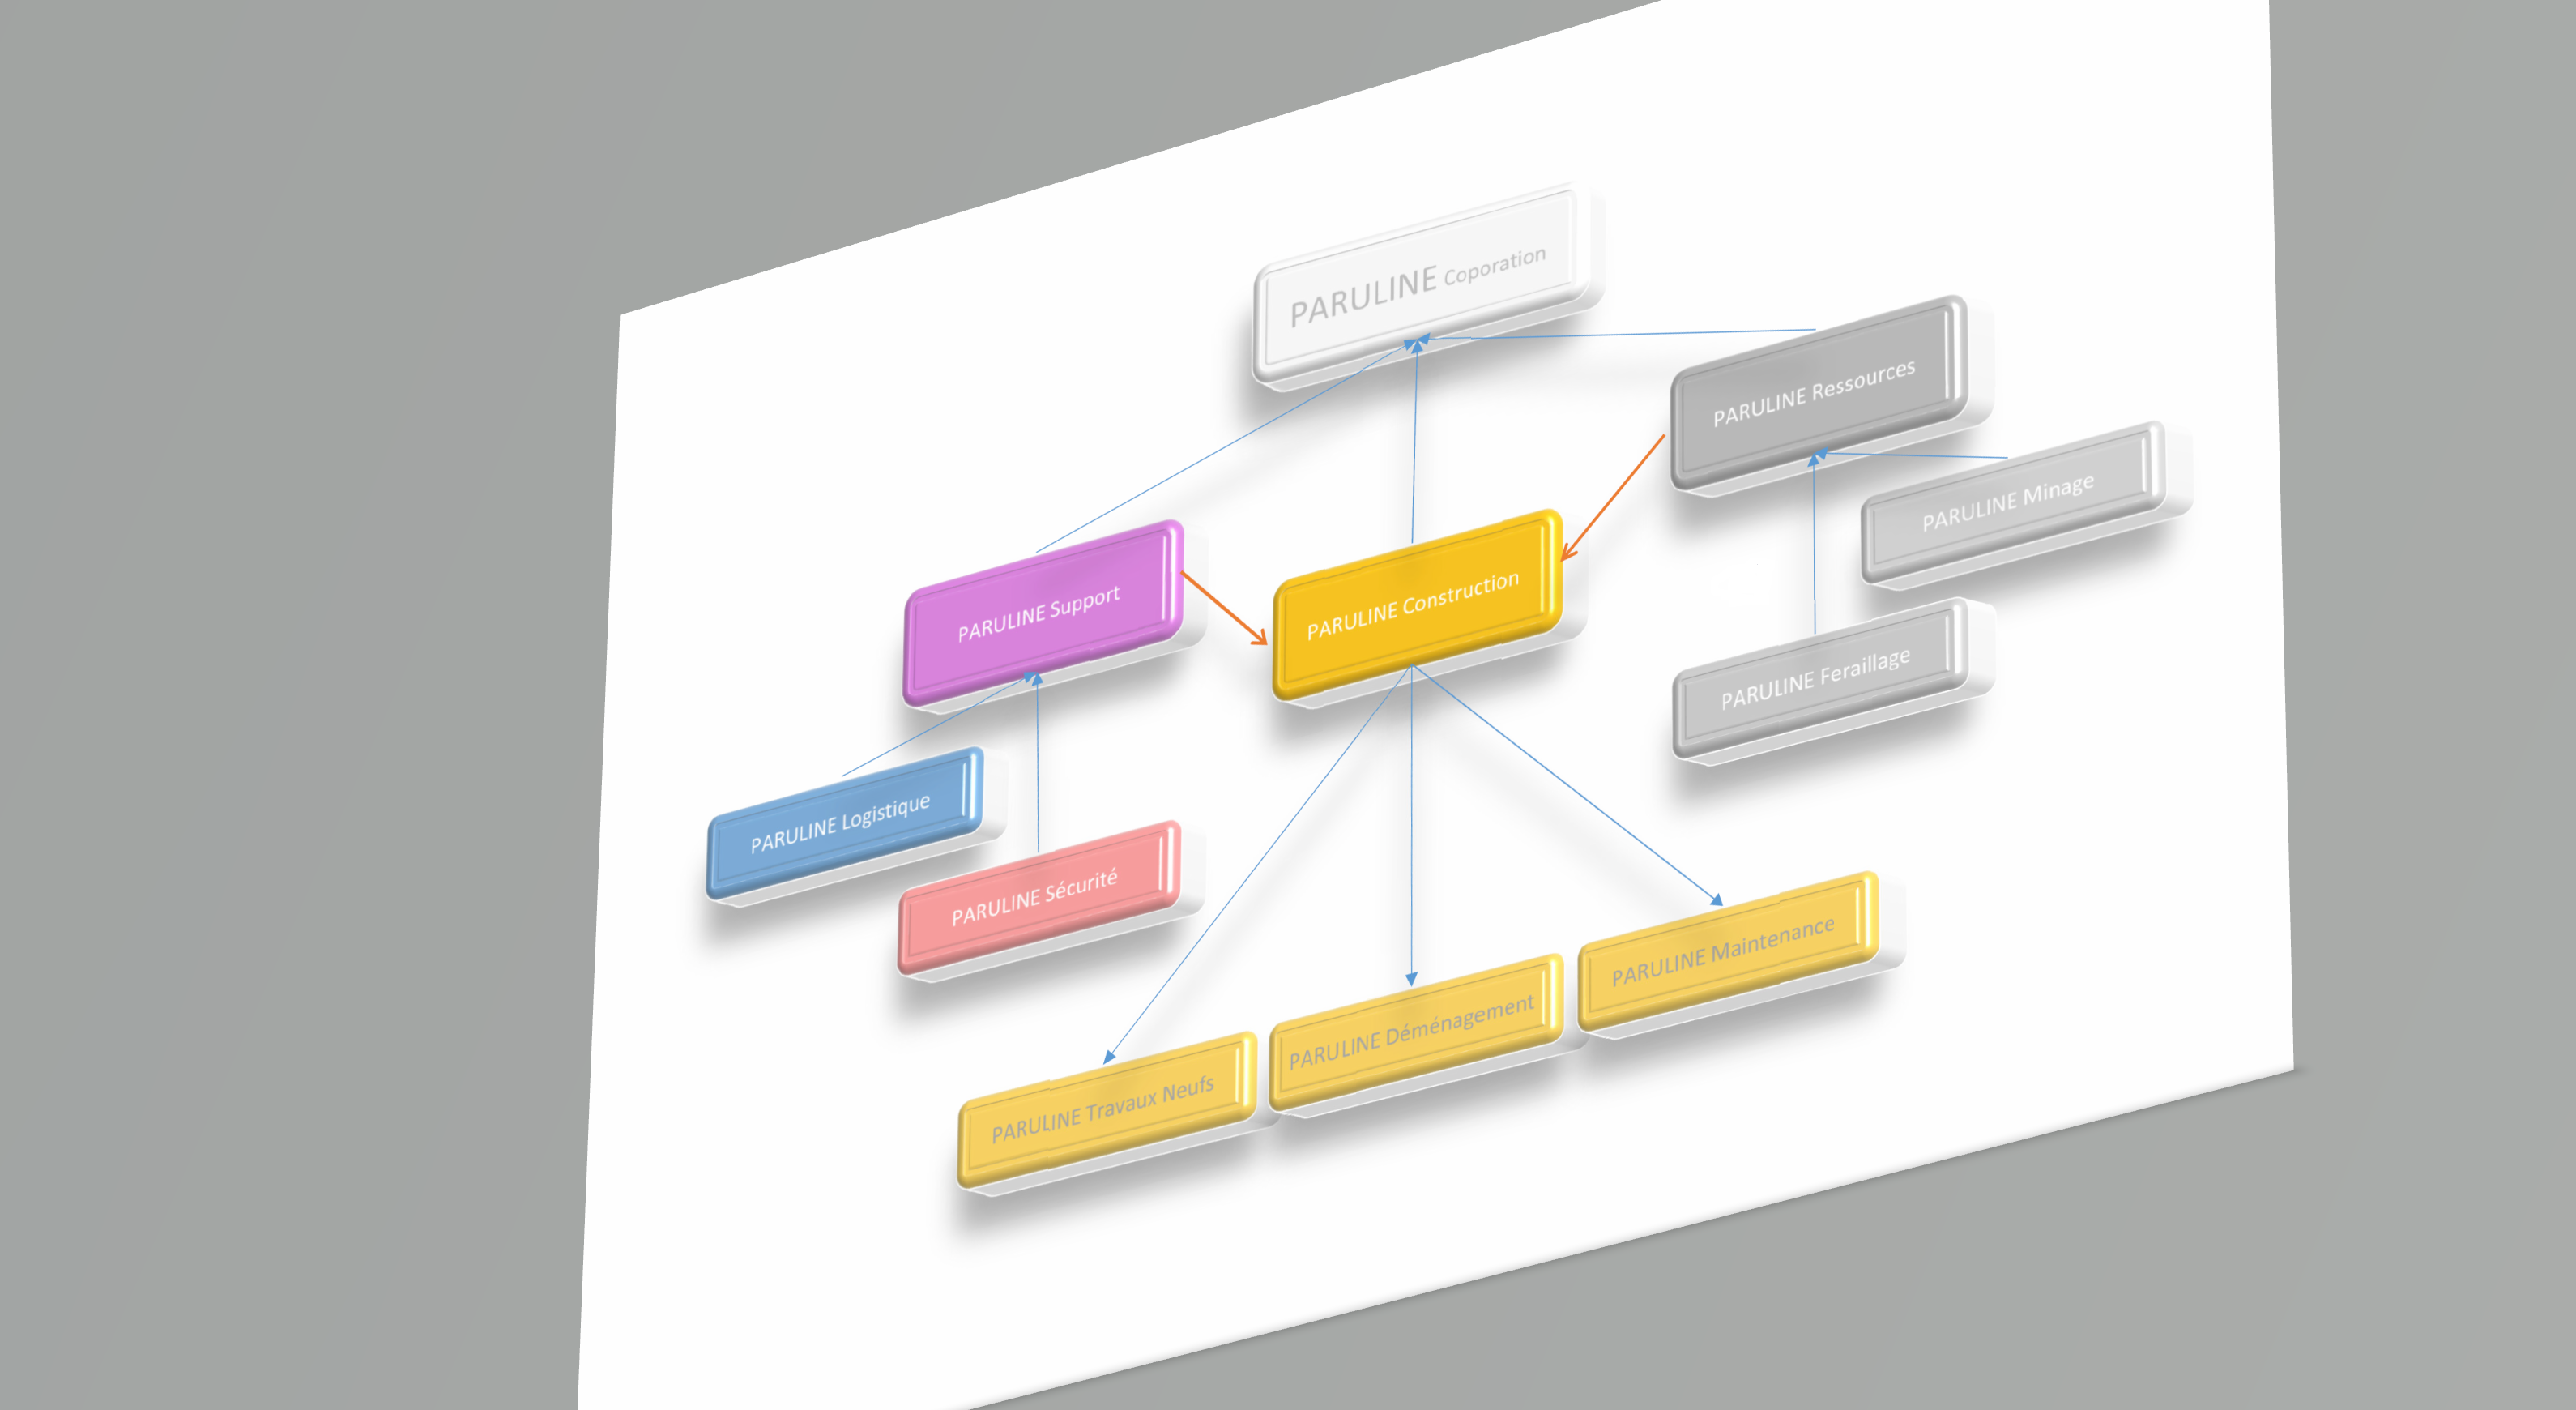 PARULINE Coporation
PARULINE Ressources
PARULINE Minage
PARULINE Support
PARULINE Construction
PARULINE Feraillage
PARULINE Logistique
PARULINE Sécurité
PARULINE Maintenance
PARULINE Déménagement
PARULINE Travaux Neufs